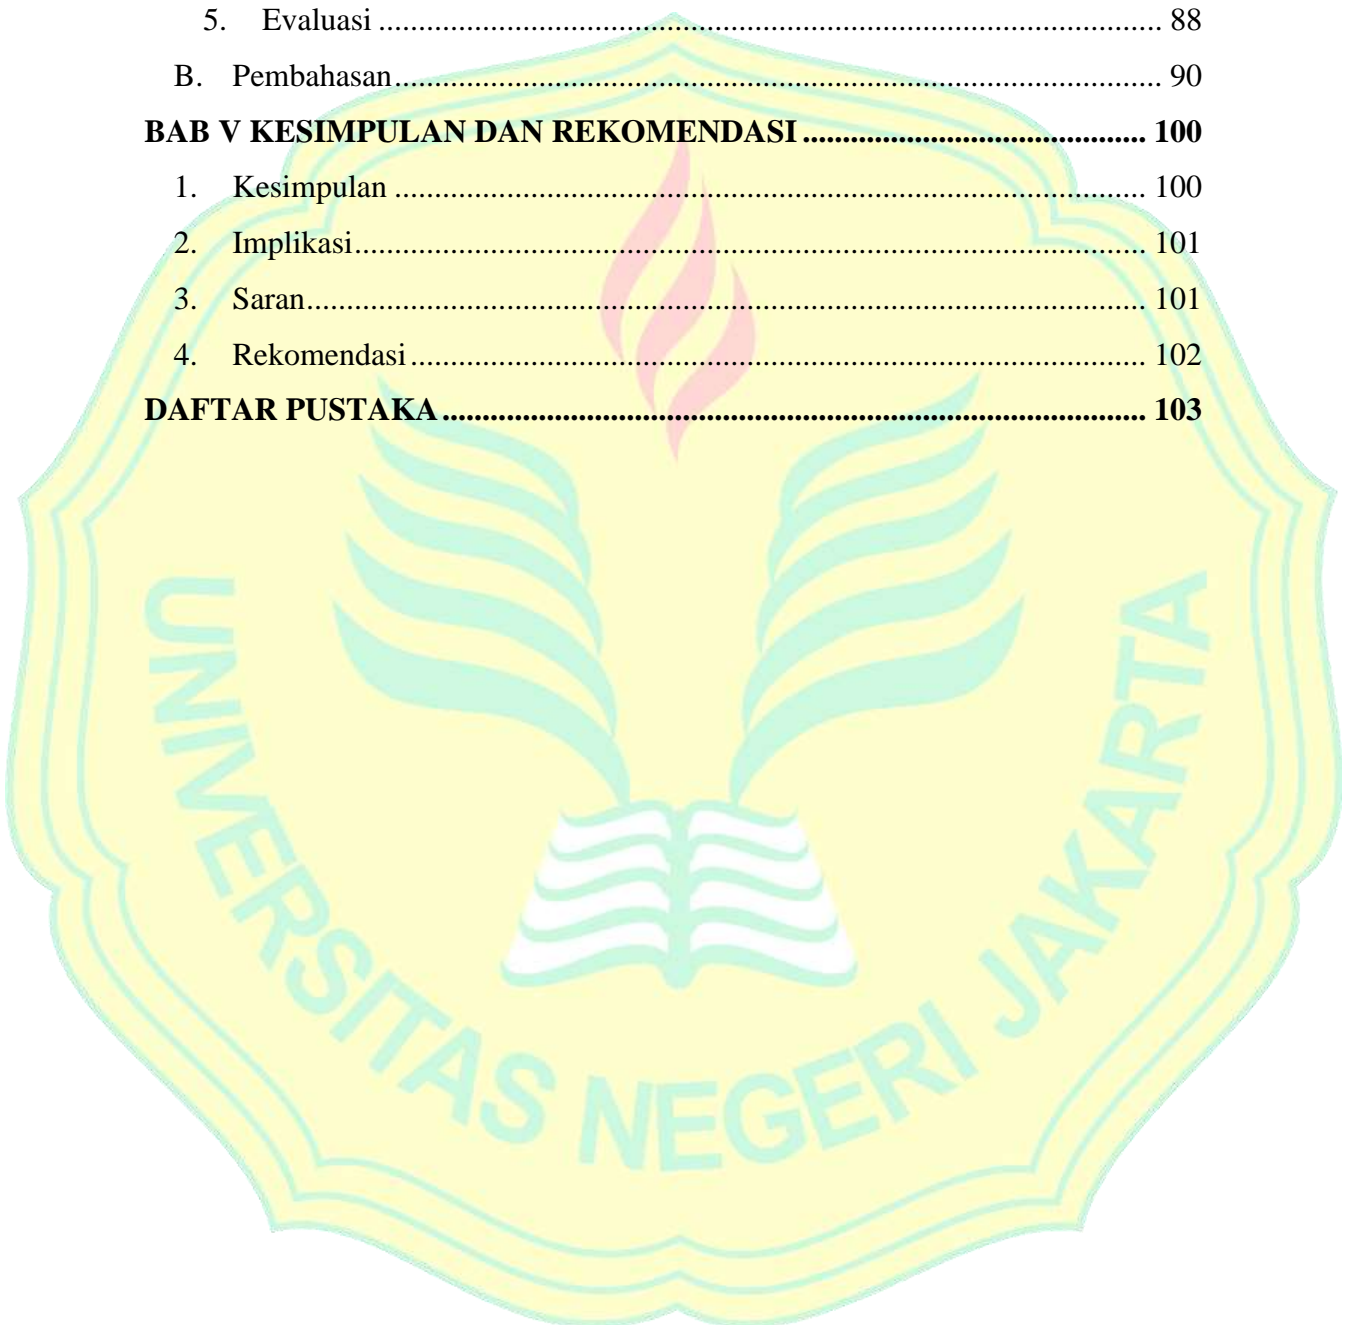 5. Evaluasi ........................................................................................................ 88
B. Pembahasan ........................................................................................................ 90
BAB V KESIMPULAN DAN REKOMENDASI ........................................... 100
1. Kesimpulan ........................................................................................................ 100
2. Implikasi ........................................................................................................ 101
3. Saran ........................................................................................................ 101
4. Rekomendasi ........................................................................................................ 102
DAFTAR PUSTAKA ........................................................................................ 103
UNIVERSITAS NEGERI JAKARTA